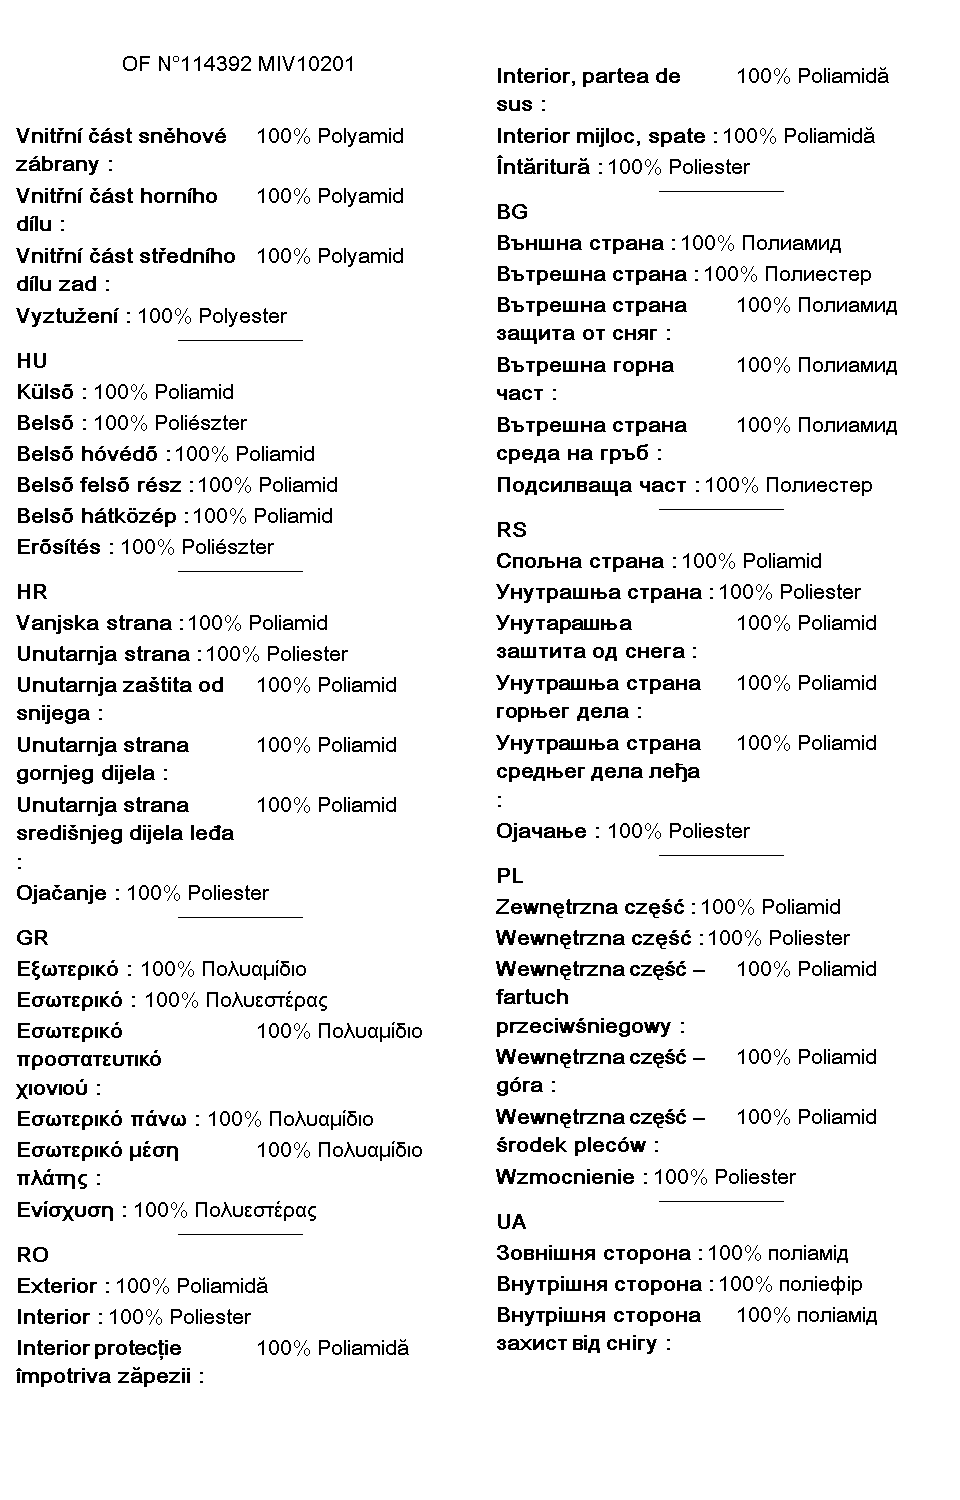 OF N°114392 MIV10201
Vnitřní část sněhové 100% Polyamid
zábrany :
Vnitřní část horního 100% Polyamid
dílu :
Vnitřní část středního 100% Polyamid
dílu zad :
Vyztužení : 100% Polyester
HU
Külsõ : 100% Poliamid
Belsõ : 100% Poliészter
Belsõ hóvédõ : 100% Poliamid
Belsõ felsõ rész : 100% Poliamid
Belsõ hátközép : 100% Poliamid
Erõsítés : 100% Poliészter
HR
Vanjska strana : 100% Poliamid
Unutarnja strana : 100% Poliester
Unutarnja zaštita od 100% Poliamid
snijega :
Unutarnja strana 100% Poliamid
gornjeg dijela :
Unutarnja strana 100% Poliamid
središnjeg dijela leđa
:
Ojačanje : 100% Poliester
GR
Εξωτερικό : 100% Πολυαμίδιο
Εσωτερικό : 100% Πολυεστέρας
Εσωτερικό 100% Πολυαμίδιο
προστατευτικό
χιονιού :
Εσωτερικό πάνω : 100% Πολυαμίδιο
Εσωτερικό μέση 100% Πολυαμίδιο
πλάτης :
Ενίσχυση : 100% Πολυεστέρας
RO
Exterior : 100% Poliamidă
Interior : 100% Poliester
Interior protecţie 100% Poliamidă
împotriva zăpezii :
Interior, partea de 100% Poliamidă
sus :
Interior mijloc, spate : 100% Poliamidă
Întăritură : 100% Poliester
BG
Външна страна : 100% Полиамид
Вътрешна страна : 100% Полиестер
Вътрешна страна 100% Полиамид
защита от сняг :
Вътрешна горна 100% Полиамид
част :
Вътрешна страна 100% Полиамид
среда на гръб :
Подсилваща част : 100% Полиестер
RS
Спољна страна : 100% Poliamid
Унутрашња страна : 100% Poliester
Унутарашња 100% Poliamid
заштита од снега :
Унутрашња страна 100% Poliamid
горњег дела :
Унутрашња страна 100% Poliamid
средњег дела леђа
:
Ојачање : 100% Poliester
PL
Zewnętrzna część : 100% Poliamid
Wewnętrzna część : 100% Poliester
Wewnętrzna część – 100% Poliamid
fartuch
przeciwśniegowy :
Wewnętrzna część – 100% Poliamid
góra :
Wewnętrzna część – 100% Poliamid
środek pleców :
Wzmocnienie : 100% Poliester
UA
Зовнішня сторона : 100% поліамід
Внутрішня сторона : 100% поліефір
Внутрішня сторона 100% поліамід
захист від снігу :